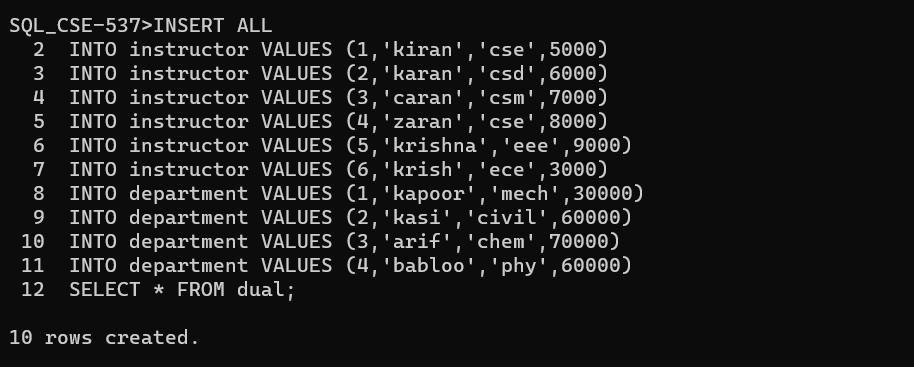 SQL_CSE-537>INSERT ALL
  2  INTO instructor VALUES (1,'kiran','cse',5000)
  3  INTO instructor VALUES (2,'karan','csd',6000)
  4  INTO instructor VALUES (3,'caran','csm',7000)
  5  INTO instructor VALUES (4,'zaran','cse',8000)
  6  INTO instructor VALUES (5,'krishna','eee',9000)
  7  INTO instructor VALUES (6,'krish','ece',3000)
  8  INTO department VALUES (1,'kapoor','mech',30000)
  9  INTO department VALUES (2,'kasi','civil',60000)
 10  INTO department VALUES (3,'arif','chem',70000)
 11  INTO department VALUES (4,'babloo','phy',60000)
 12  SELECT * FROM dual;
10 rows created.